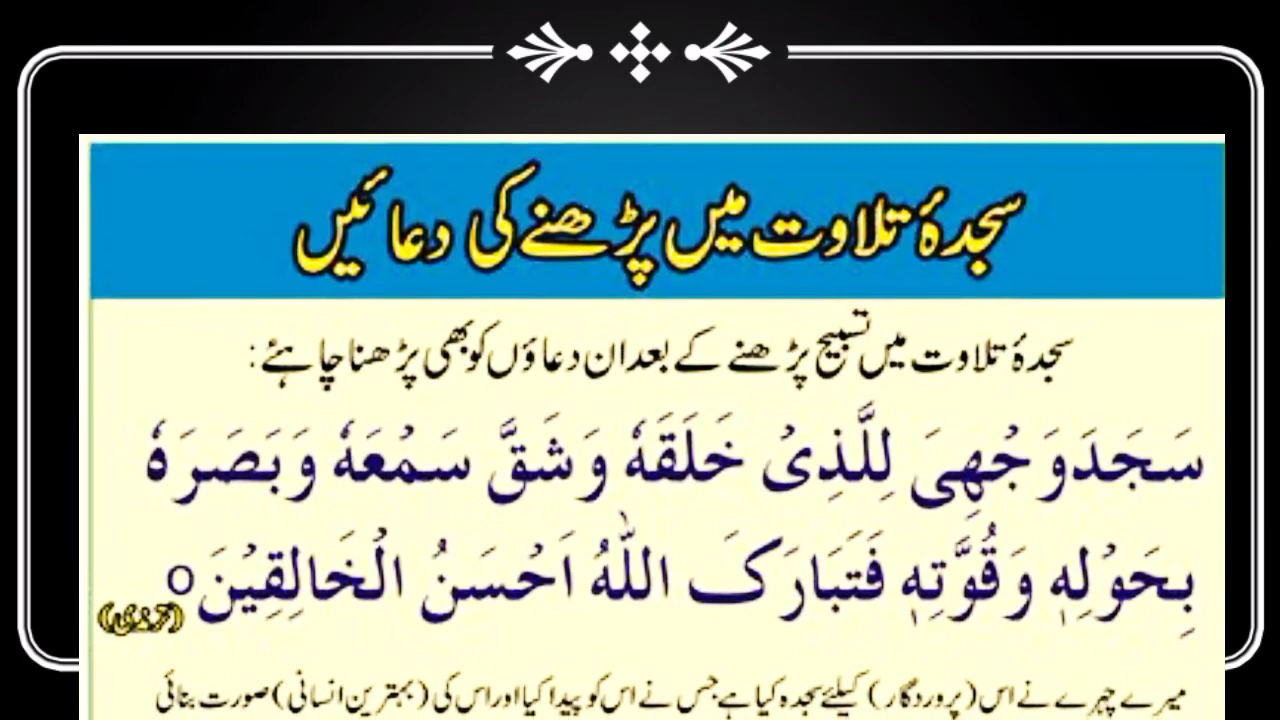 سجدۂ تلاوت میں پڑھنے کی دعائیں
سجدۂ تلاوت میں تسبیح پڑھنے کے بعد ان دعاؤں کو بھی پڑھنا چاہئے:
سَجَدَ وَجْهِیَ لِلَّذِیْ خَلَقَهٗ وَشَقَّ سَمْعَهٗ وَبَصَرَهٗ
بِحَوْلِهٖ وَقُوَّتِهٖ فَتَبَارَکَ اللّٰهُ اَحْسَنُ الْخَالِقِيْنَ ○
(ترمذی)
میرے چہرے نے اس (پروردگار) کیلئے سجدہ کیا ہے جس نے اس کو پیدا کیا اور اس کی (بہترین انسانی) صورت بنائی